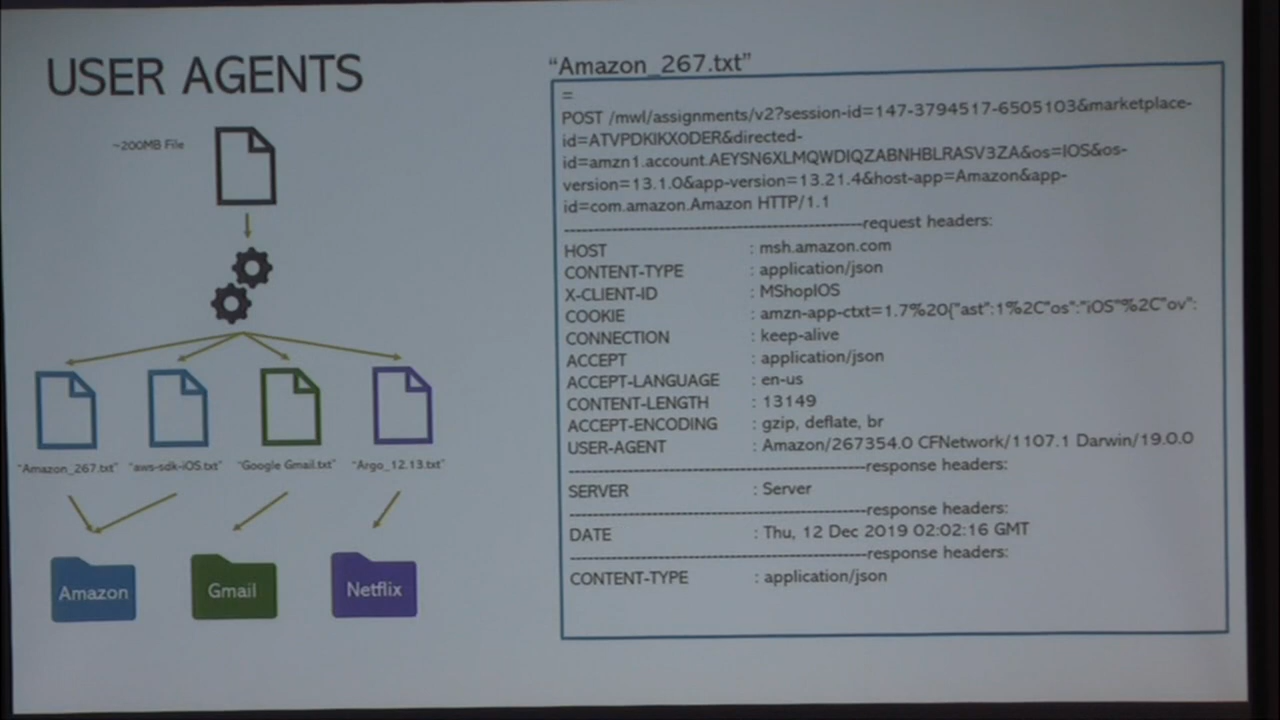 USER AGENTS
~200MB File
"Amazon_267.txt"
"aws-sdk-iOS.txt"
"Google Gmail.txt"
"Argo_12.13.txt"
Amazon
Gmail
Netflix
"Amazon_267.txt"
=
POST /mwl/assignments/v2?session-id=147-3794517-6505103&marketplace-
id=ATVPDKIKX0DER&directed-
id=amzn1.account.AEYSN6XLMQWDIQZABNHBLRASV3ZA&os=IOS&os-
version=13.1.0&app-version=13.21.4&host-app=Amazon&app-
id=com.amazon.Amazon HTTP/1.1
--------------------------------------------------request headers:
HOST : msh.amazon.com
CONTENT-TYPE : application/json
X-CLIENT-ID : MShopIOS
COOKIE : amzn-app-ctxt=1.7%20{"ast":1%2C"os":"iOS"%2C"ov":
CONNECTION : keep-alive
ACCEPT : application/json
ACCEPT-LANGUAGE : en-us
CONTENT-LENGTH : 13149
ACCEPT-ENCODING : gzip, deflate, br
USER-AGENT : Amazon/267354.0 CFNetwork/1107.1 Darwin/19.0.0
--------------------------------------------------response headers:
SERVER : Server
--------------------------------------------------response headers:
DATE : Thu, 12 Dec 2019 02:02:16 GMT
--------------------------------------------------response headers:
CONTENT-TYPE : application/json